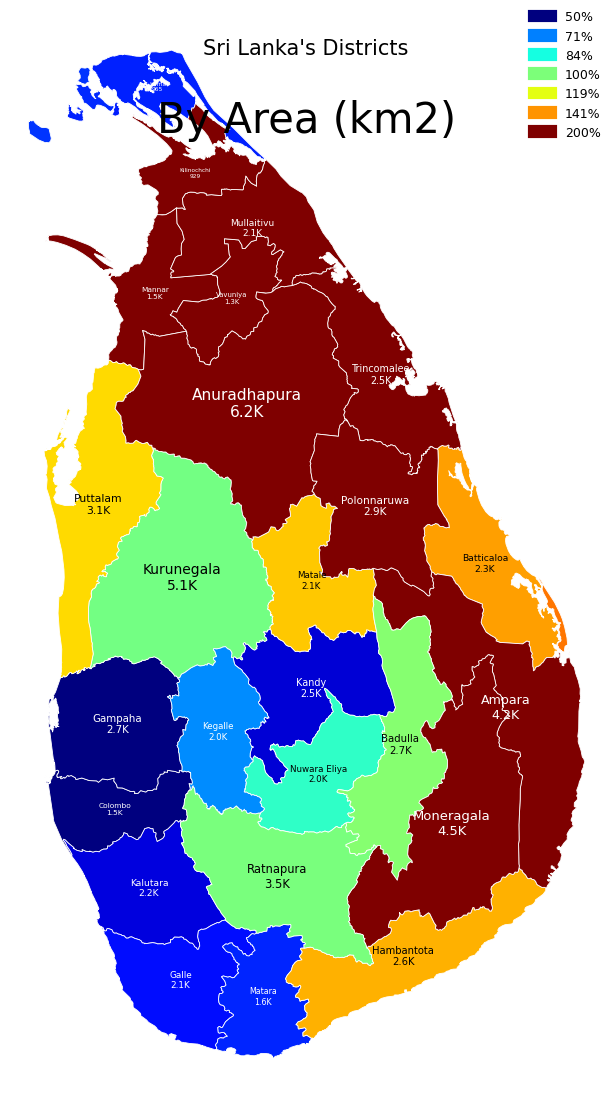 Sri Lanka's Districts
By Area (km2)
50%
71%
84%
100%
119%
141%
200%
Kilinochchi
929
Mullaitivu
2.1K
Mannar
1.5K
Vavuniya
1.3K
Anuradhapura
6.2K
Trincomalee
2.5K
Puttalam
3.1K
Polonnaruwa
2.9K
Kurunegala
5.1K
Matale
2.1K
Batticaloa
2.3K
Kandy
2.5K
Ampara
4.2K
Gampaha
2.7K
Kegalle
2.0K
Badulla
2.7K
Nuwara Eliya
2.0K
Colombo
1.5K
Moneragala
4.5K
Ratnapura
3.5K
Kalutara
2.2K
Hambantota
2.6K
Galle
2.1K
Matara
1.6K